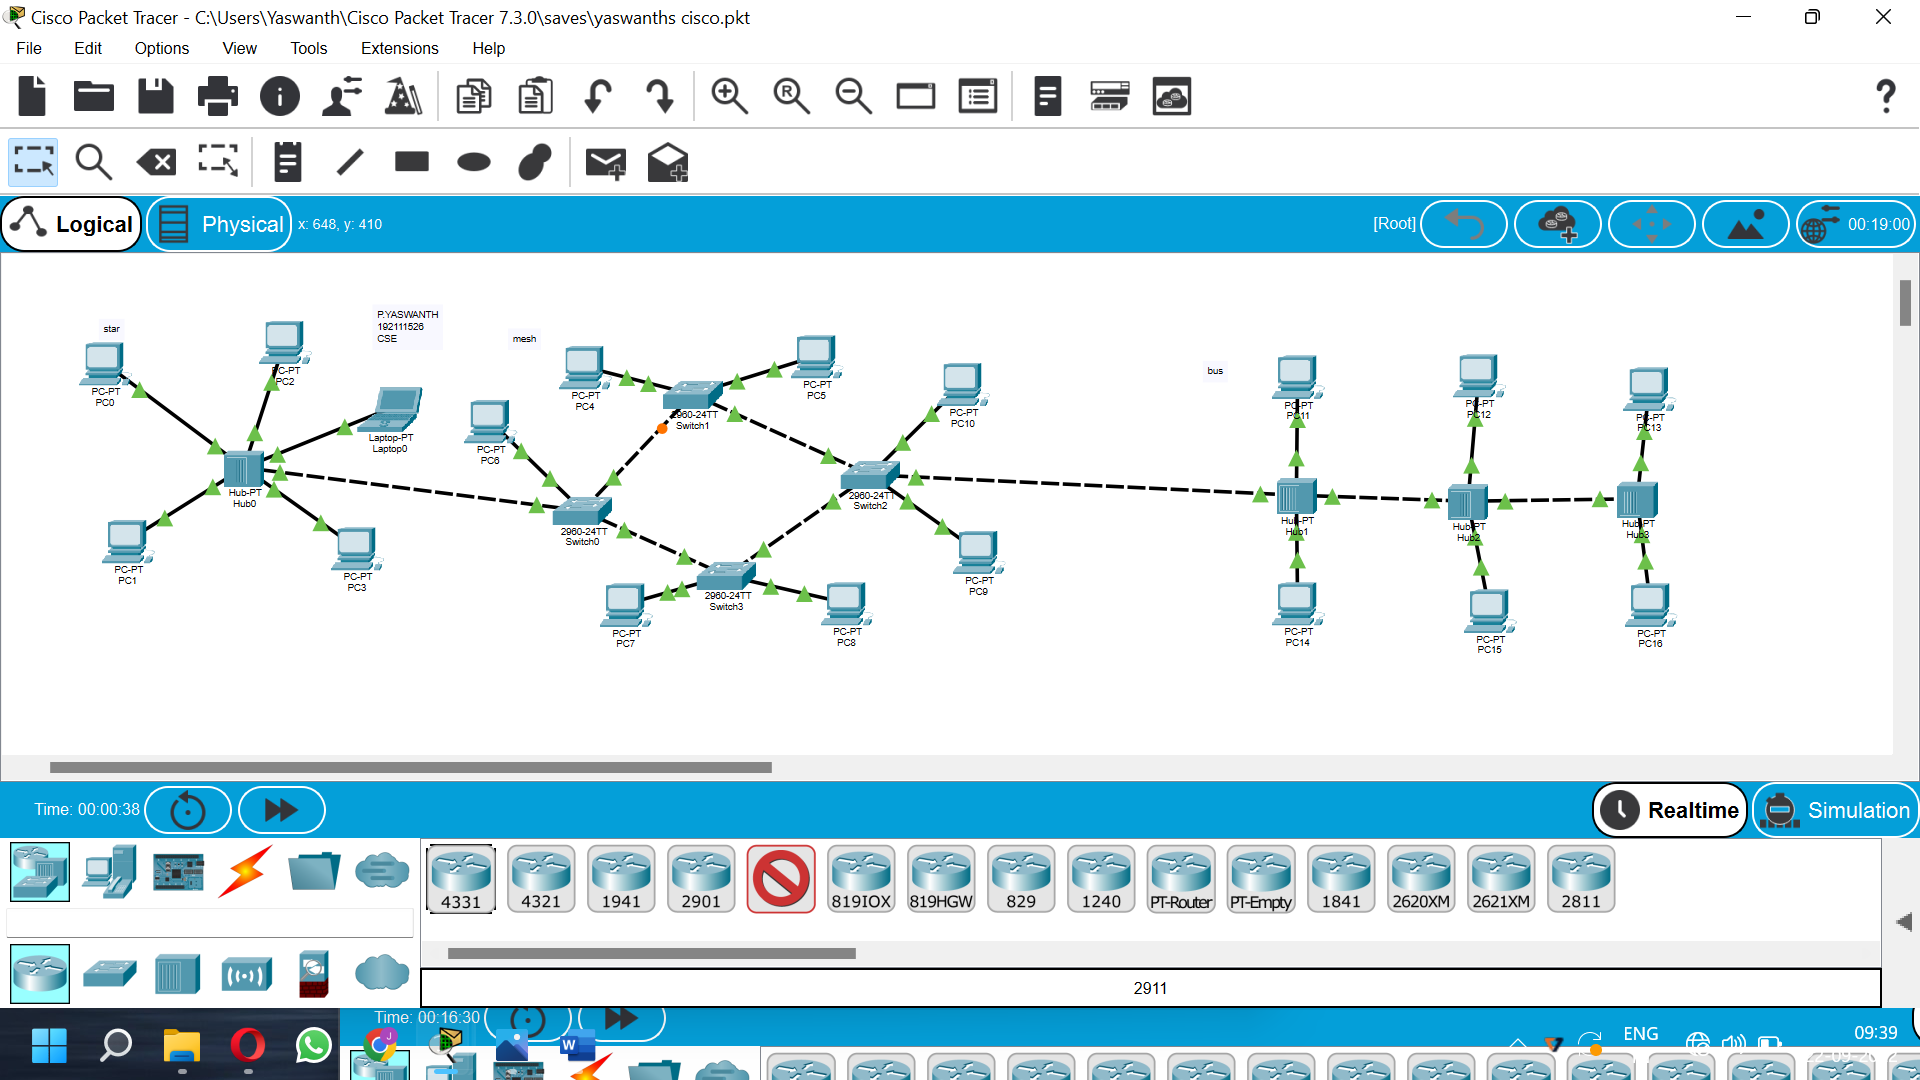 Cisco Packet Tracer - C:\Users\Yaswanth\Cisco Packet Tracer 7.3.0\saves\yaswanths cisco.pkt
File Edit Options View Tools Extensions Help
Logical Physical x: 648, y: 410 [Root] 00:19:00
star
P.YASWANTH
192111526
CSE
mesh
bus
PC-PT
PC0
PC-PT
PC2
Laptop-PT
Laptop0
Hub-PT
Hub0
PC-PT
PC1
PC-PT
PC3
PC-PT
PC4
PC-PT
PC5
2960-24TT
Switch1
PC-PT
PC6
PC-PT
PC10
2960-24TT
Switch2
2960-24TT
Switch0
PC-PT
PC9
2960-24TT
Switch3
PC-PT
PC7
PC-PT
PC8
PC-PT
PC11
PC-PT
PC12
PC-PT
PC13
Hub-PT
Hub1
Hub-PT
Hub2
Hub-PT
Hub3
PC-PT
PC14
PC-PT
PC15
PC-PT
PC16
Time: 00:00:38
Realtime Simulation
4331 4321 1941 2901 819IOX 819HGW 829 1240 PT-Router PT-Empty 1841 2620XM 2621XM 2811
2911
Time: 00:16:30
ENG
09:39